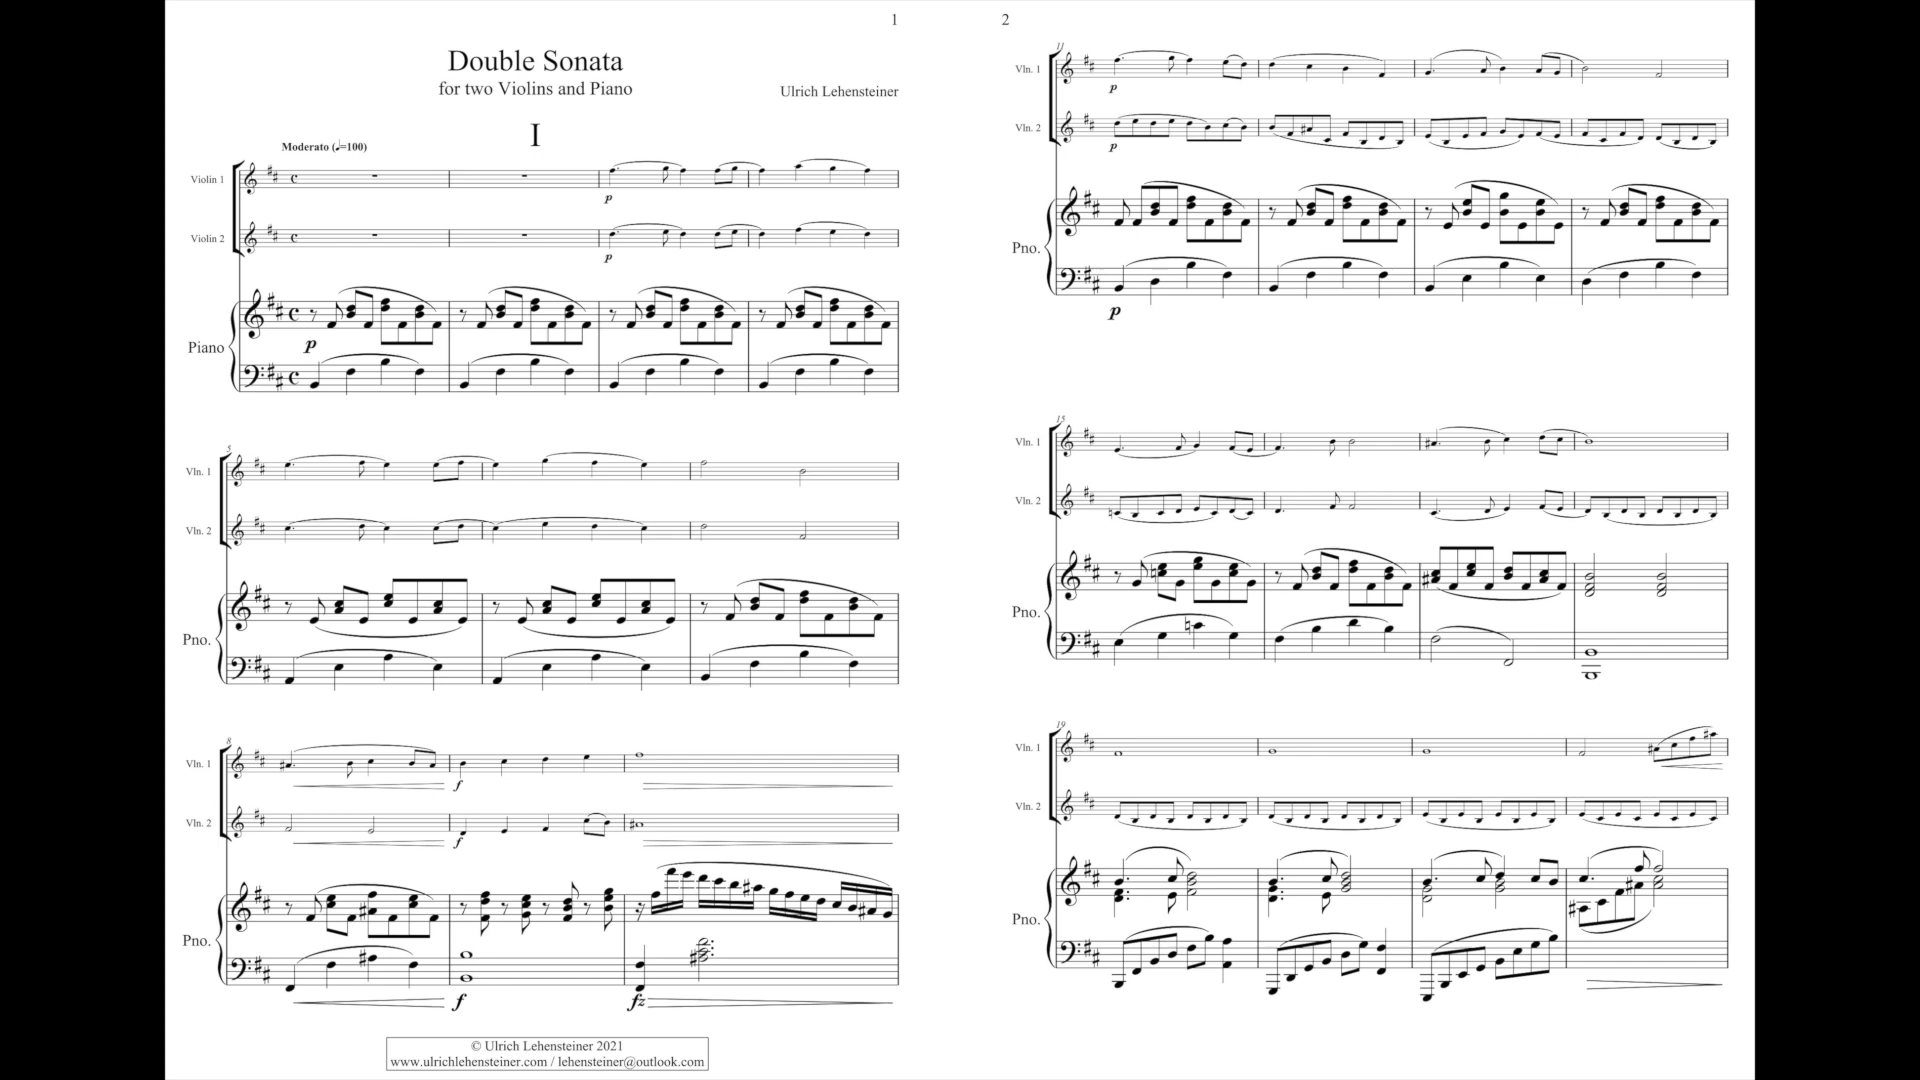 1
Double Sonata
for two Violins and Piano
Ulrich Lehensteiner
I
Moderato (𝅗𝅥=100)
2
Violin 1
p
Violin 2
p
Piano
p
5
Vln. 1
Vln. 2
Pno.
8
Vln. 1
f
Vln. 2
f
Pno.
f
fz
© Ulrich Lehensteiner 2021
www.ulrichlehensteiner.com / lehensteiner@outlook.com
2
11
Vln. 1
p
Vln. 2
p
Pno.
p
15
Vln. 1
Vln. 2
Pno.
19
Vln. 1
Vln. 2
Pno.